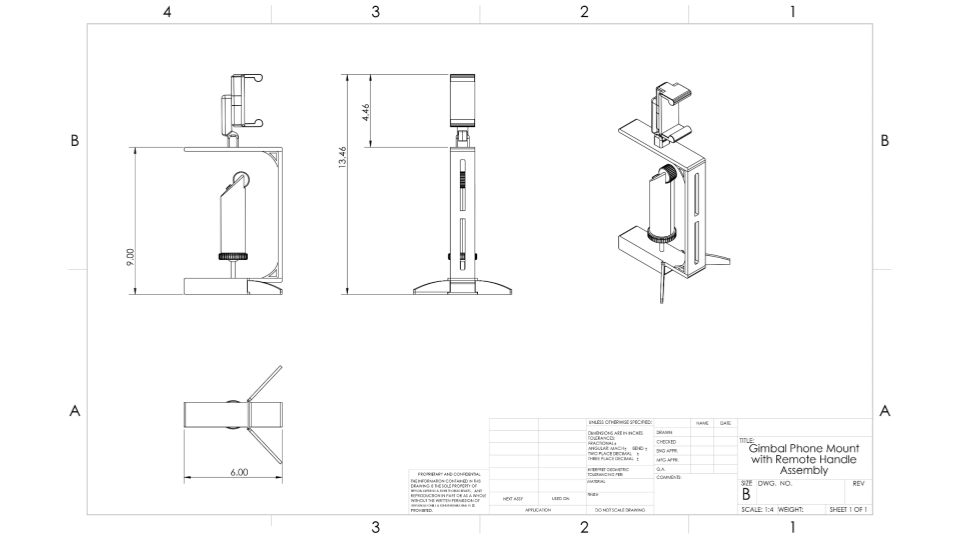 4 3 2 1
B B
4.46
13.46
9.00
A A
6.00
UNLESS OTHERWISE SPECIFIED:
NAME DATE
DIMENSIONS ARE IN INCHES
TOLERANCES:
FRACTIONAL ±
ANGULAR: MACH ± BEND ±
TWO PLACE DECIMAL ±
THREE PLACE DECIMAL ±
DRAWN
CHECKED
ENG APPR.
MFG APPR.
INTERPRET GEOMETRIC
TOLERANCING PER:
Q.A.
COMMENTS:
MATERIAL
FINISH
TITLE:
Gimbal Phone Mount
with Remote Handle
Assembly
SIZE DWG. NO. REV
B
SCALE: 1:4 WEIGHT: SHEET 1 OF 1
PROPRIETARY AND CONFIDENTIAL
THE INFORMATION CONTAINED IN THIS
DRAWING IS THE SOLE PROPERTY OF
REPRODUCTION IN PART OR AS A WHOLE
WITHOUT THE WRITTEN PERMISSION OF
PROHIBITED.
NEXT ASSY USED ON
APPLICATION DO NOT SCALE DRAWING
3 2 1